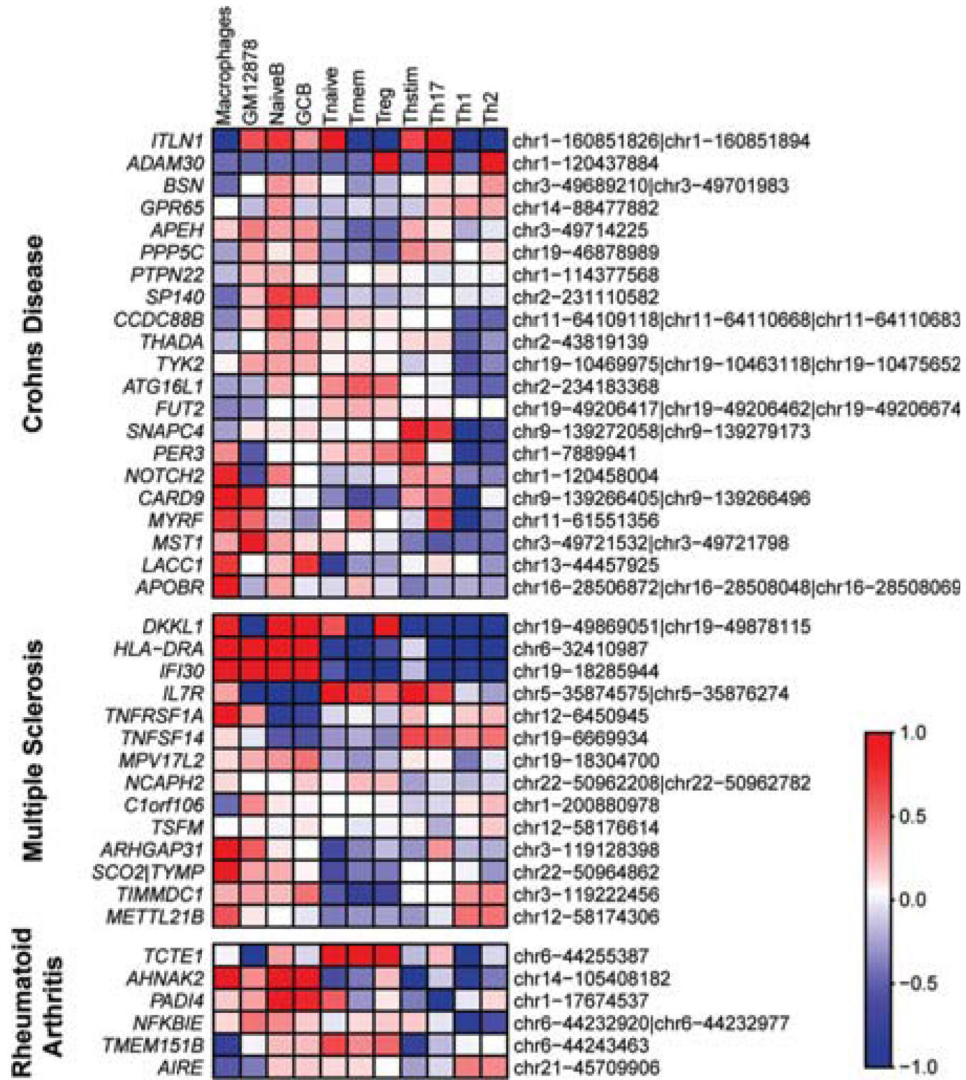 Macrophages
GM12878
NaiveB
GCB
Tnaive
Tmem
Treg
Thstim
Th17
Th1
Th2
Crohns Disease
ITLN1 chr1-160851826|chr1-160851894
ADAM30 chr1-120437884
BSN chr3-49689210|chr3-49701983
GPR65 chr14-88477882
APEH chr3-49714225
PPP5C chr19-46878989
PTPN22 chr1-114377568
SP140 chr2-231110582
CCDC88B chr11-64109118|chr11-64110668|chr11-64110683
THADA chr2-43819139
TYK2 chr19-10469975|chr19-10463118|chr19-10475652
ATG16L1 chr2-234183368
FUT2 chr19-49206417|chr19-49206462|chr19-49206674
SNAPC4 chr9-139272058|chr9-139279173
PER3 chr1-7889941
NOTCH2 chr1-120458004
CARD9 chr9-139266405|chr9-139266496
MYRF chr11-61551356
MST1 chr3-49721532|chr3-49721798
LACC1 chr13-44457925
APOBR chr16-28506872|chr16-28508048|chr16-28508069
Multiple Sclerosis
DKKL1 chr19-49869051|chr19-49878115
HLA-DRA chr6-32410987
IFI30 chr19-18285944
IL7R chr5-35874575|chr5-35876274
TNFRSF1A chr12-6450945
TNFSF14 chr19-6669934
MPV17L2 chr19-18304700
NCAPH2 chr22-50962208|chr22-50962782
C1orf106 chr1-200880978
TSFM chr12-58176614
ARHGAP31 chr3-119128398
SCO2|TYMP chr22-50964862
TIMMDC1 chr3-119222456
METTL21B chr12-58174306
Rheumatoid
Arthritis
TCTE1 chr6-44255387
AHNAK2 chr14-105408182
PADI4 chr1-17674537
NFKBIE chr6-44232920|chr6-44232977
TMEM151B chr6-44243463
AIRE chr21-45709906
1.0
0.5
0.0
-0.5
-1.0